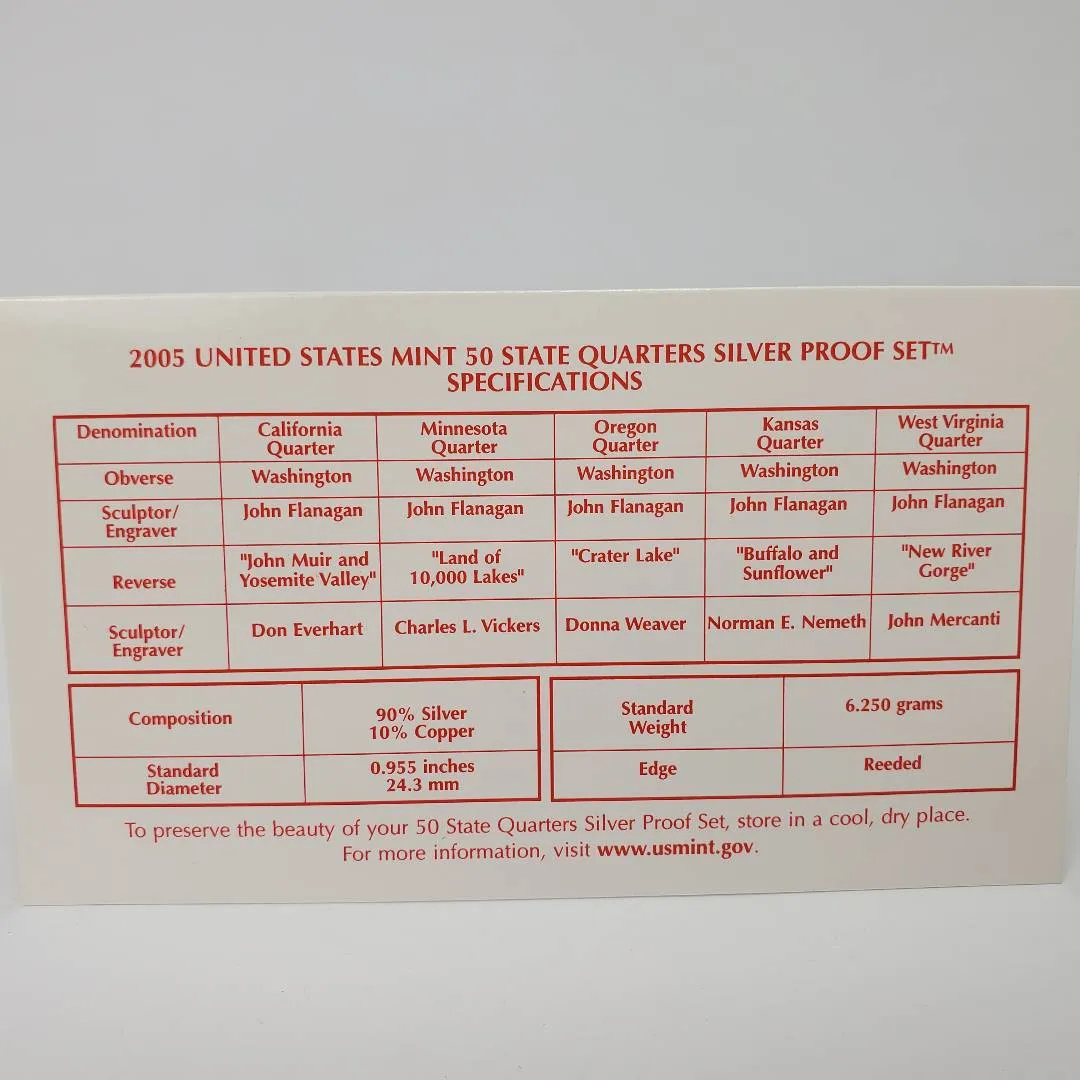 2005 UNITED STATES MINT 50 STATE QUARTERS SILVER PROOF SET™
SPECIFICATIONS
Denomination California Quarter Minnesota Quarter Oregon Quarter Kansas Quarter West Virginia Quarter
Obverse Washington Washington Washington Washington Washington
Sculptor/ Engraver John Flanagan John Flanagan John Flanagan John Flanagan John Flanagan
Reverse "John Muir and Yosemite Valley" "Land of 10,000 Lakes" "Crater Lake" "Buffalo and Sunflower" "New River Gorge"
Sculptor/ Engraver Don Everhart Charles L. Vickers Donna Weaver Norman E. Nemeth John Mercanti
Composition 90% Silver 10% Copper Standard Weight 6.250 grams
Standard Diameter 0.955 inches 24.3 mm Edge Reeded
To preserve the beauty of your 50 State Quarters Silver Proof Set, store in a cool, dry place.
For more information, visit www.usmint.gov.